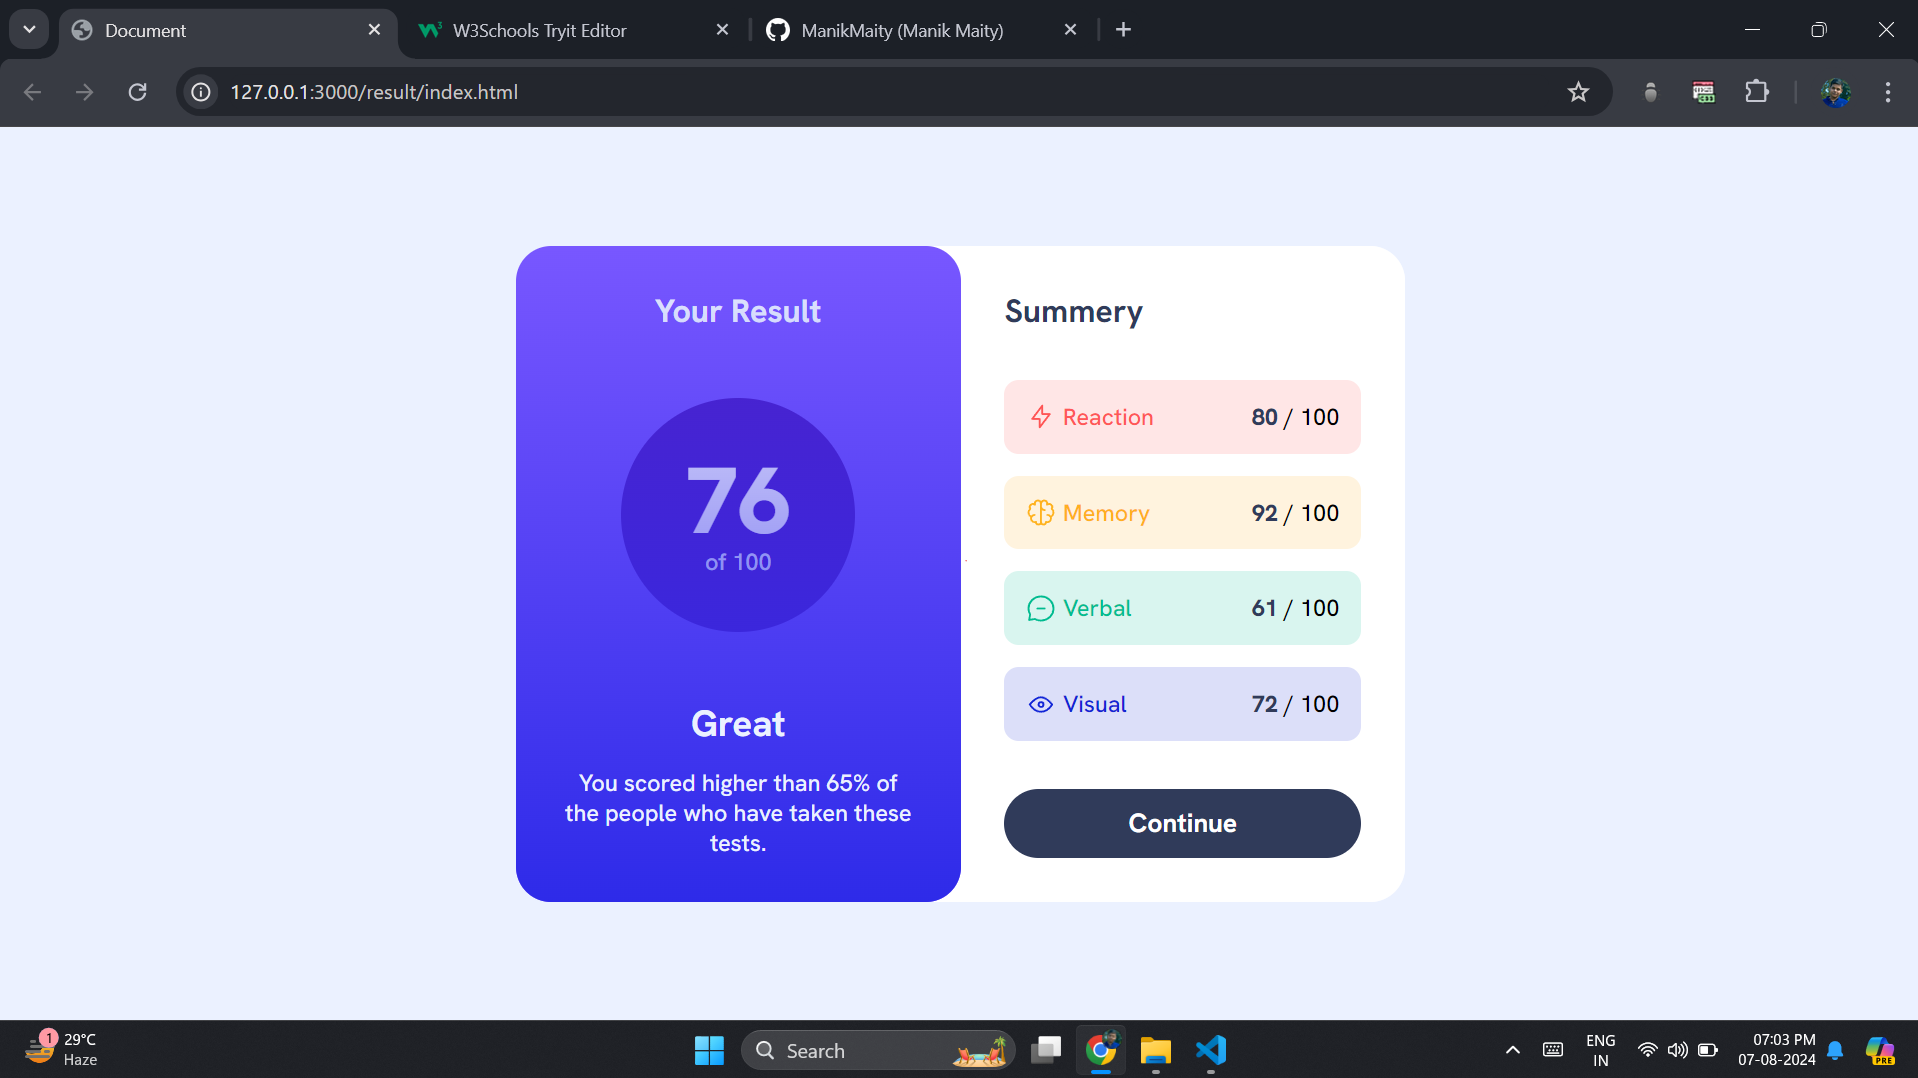 Document
W3Schools Tryit Editor
ManikMaity (Manik Maity)
127.0.0.1:3000/result/index.html
Your Result
76
of 100
Great
You scored higher than 65% of
the people who have taken these
tests.
Summery
Reaction 80 / 100
Memory 92 / 100
Verbal 61 / 100
Visual 72 / 100
Continue
1
29°C
Haze
Search
ENG
IN
07:03 PM
07-08-2024
PRE